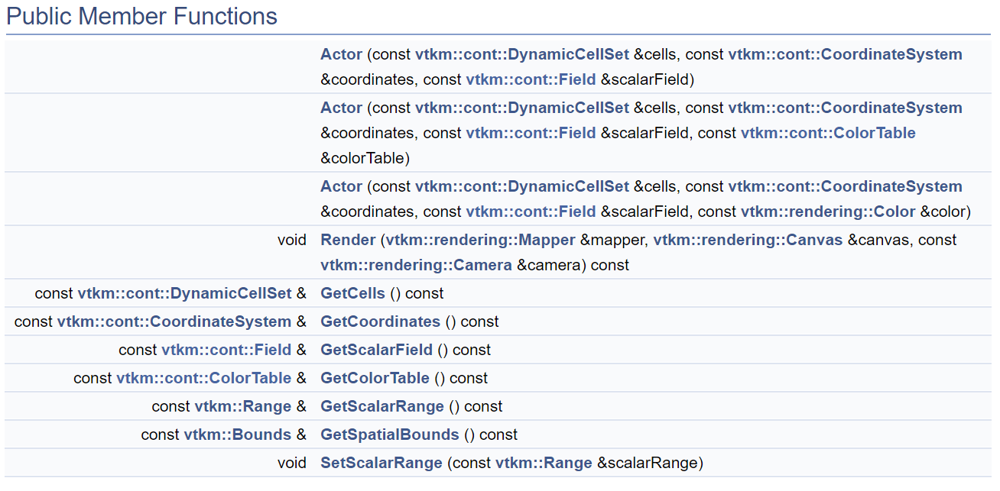 Public Member Functions
Actor (const vtkm::cont::DynamicCellSet &cells, const vtkm::cont::CoordinateSystem
&coordinates, const vtkm::cont::Field &scalarField)
Actor (const vtkm::cont::DynamicCellSet &cells, const vtkm::cont::CoordinateSystem
&coordinates, const vtkm::cont::Field &scalarField, const vtkm::cont::ColorTable
&colorTable)
Actor (const vtkm::cont::DynamicCellSet &cells, const vtkm::cont::CoordinateSystem
&coordinates, const vtkm::cont::Field &scalarField, const vtkm::rendering::Color &color)
void Render (vtkm::rendering::Mapper &mapper, vtkm::rendering::Canvas &canvas, const
vtkm::rendering::Camera &camera) const
const vtkm::cont::DynamicCellSet & GetCells () const
const vtkm::cont::CoordinateSystem & GetCoordinates () const
const vtkm::cont::Field & GetScalarField () const
const vtkm::cont::ColorTable & GetColorTable () const
const vtkm::Range & GetScalarRange () const
const vtkm::Bounds & GetSpatialBounds () const
void SetScalarRange (const vtkm::Range &scalarRange)